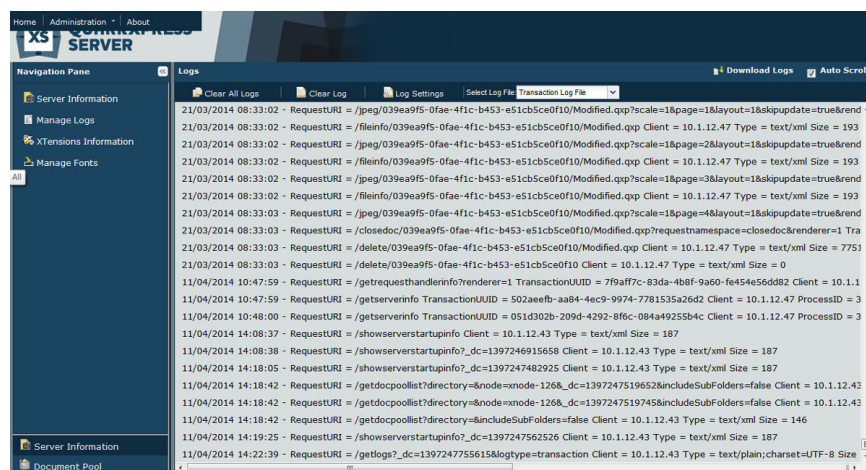 Home Administration About
XS QUARKXPRESS
SERVER
Navigation Pane
Logs
Download Logs Auto Scrol
Server Information
Manage Logs
XTensions Information
Manage Fonts
All
Server Information
Document Pool
Clear All Logs Clear Log Log Settings Select Log File: Transaction Log File
21/03/2014 08:33:02 - RequestURI = /jpeg/039ea9f5-0fae-4f1c-b453-e51cb5ce0f10/Modified.qxp?scale=1&page=1&layout=1&skipupdate=true&rend
21/03/2014 08:33:02 - RequestURI = /fileinfo/039ea9f5-0fae-4f1c-b453-e51cb5ce0f10/Modified.qxp Client = 10.1.12.47 Type = text/xml Size = 193
21/03/2014 08:33:02 - RequestURI = /jpeg/039ea9f5-0fae-4f1c-b453-e51cb5ce0f10/Modified.qxp?scale=1&page=2&layout=1&skipupdate=true&rend
21/03/2014 08:33:02 - RequestURI = /fileinfo/039ea9f5-0fae-4f1c-b453-e51cb5ce0f10/Modified.qxp Client = 10.1.12.47 Type = text/xml Size = 193
21/03/2014 08:33:02 - RequestURI = /jpeg/039ea9f5-0fae-4f1c-b453-e51cb5ce0f10/Modified.qxp?scale=1&page=3&layout=1&skipupdate=true&rend
21/03/2014 08:33:02 - RequestURI = /fileinfo/039ea9f5-0fae-4f1c-b453-e51cb5ce0f10/Modified.qxp Client = 10.1.12.47 Type = text/xml Size = 193
21/03/2014 08:33:03 - RequestURI = /jpeg/039ea9f5-0fae-4f1c-b453-e51cb5ce0f10/Modified.qxp?scale=1&page=4&layout=1&skipupdate=true&rend
21/03/2014 08:33:03 - RequestURI = /closedoc/039ea9f5-0fae-4f1c-b453-e51cb5ce0f10/Modified.qxp?requestnamespace=closedoc&renderer=1 Tra
21/03/2014 08:33:03 - RequestURI = /delete/039ea9f5-0fae-4f1c-b453-e51cb5ce0f10/Modified.qxp Client = 10.1.12.47 Type = text/xml Size = 7751
21/03/2014 08:33:03 - RequestURI = /delete/039ea9f5-0fae-4f1c-b453-e51cb5ce0f10 Client = 10.1.12.47 Type = text/xml Size = 0
11/04/2014 10:47:59 - RequestURI = /getrequesthandlerinfo?renderer=1 TransactionUUID = 7f9aff7c-83da-4b8f-9a60-fe454e56dd82 Client = 10.1.1
11/04/2014 10:47:59 - RequestURI = /getserverinfo TransactionUUID = 502aeefb-aa84-4ec9-9974-7781535a26d2 Client = 10.1.12.47 ProcessID = 3
11/04/2014 10:48:00 - RequestURI = /getserverinfo TransactionUUID = 051d302b-209d-4292-8f6c-084a49255b4c Client = 10.1.12.47 ProcessID = 3
11/04/2014 14:08:37 - RequestURI = /showserverstartupinfo Client = 10.1.12.43 Type = text/xml Size = 187
11/04/2014 14:08:38 - RequestURI = /showserverstartupinfo?_dc=1397246915658 Client = 10.1.12.43 Type = text/xml Size = 187
11/04/2014 14:18:05 - RequestURI = /showserverstartupinfo?_dc=1397247482925 Client = 10.1.12.43 Type = text/xml Size = 187
11/04/2014 14:18:42 - RequestURI = /getdocpoollist?directory=&node=xnode-126&_dc=1397247519652&includeSubFolders=false Client = 10.1.12.43
11/04/2014 14:18:42 - RequestURI = /getdocpoollist?directory=&node=xnode-126&_dc=1397247519745&includeSubFolders=false Client = 10.1.12.43
11/04/2014 14:18:42 - RequestURI = /getdocpoollist?directory=&includeSubFolders=false Client = 10.1.12.43 Type = text/xml Size = 146
11/04/2014 14:19:25 - RequestURI = /showserverstartupinfo?_dc=1397247562526 Client = 10.1.12.43 Type = text/xml Size = 187
11/04/2014 14:22:39 - RequestURI = /getlogs?_dc=1397247755615&logtype=transaction Client = 10.1.12.43 Type = text/plain;charset=UTF-8 Size